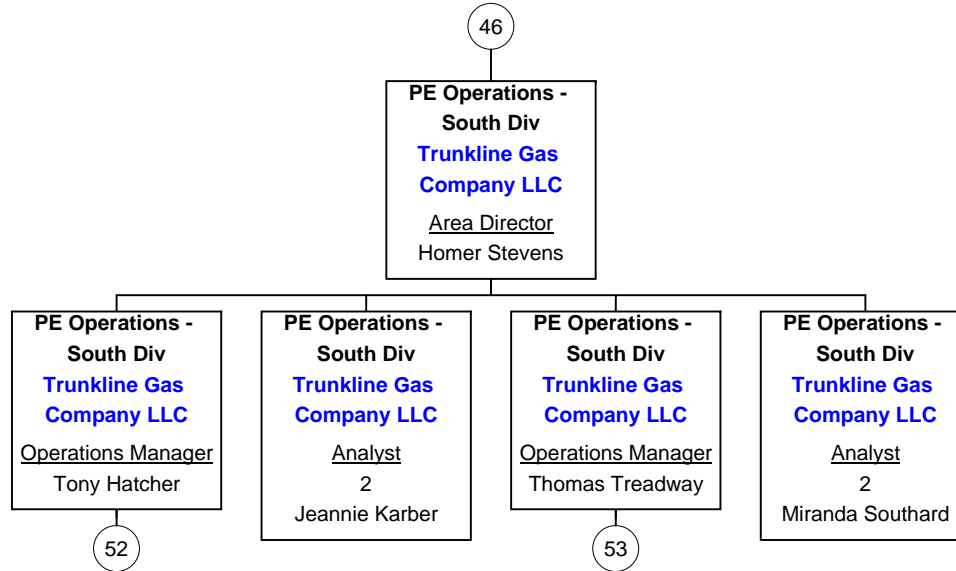 46
PE Operations -
South Div
Trunkline Gas
Company LLC
Area Director
Homer Stevens
PE Operations -
South Div
Trunkline Gas
Company LLC
Operations Manager
Tony Hatcher
52
PE Operations -
South Div
Trunkline Gas
Company LLC
Analyst
2
Jeannie Karber
PE Operations -
South Div
Trunkline Gas
Company LLC
Operations Manager
Thomas Treadway
53
PE Operations -
South Div
Trunkline Gas
Company LLC
Analyst
2
Miranda Southard